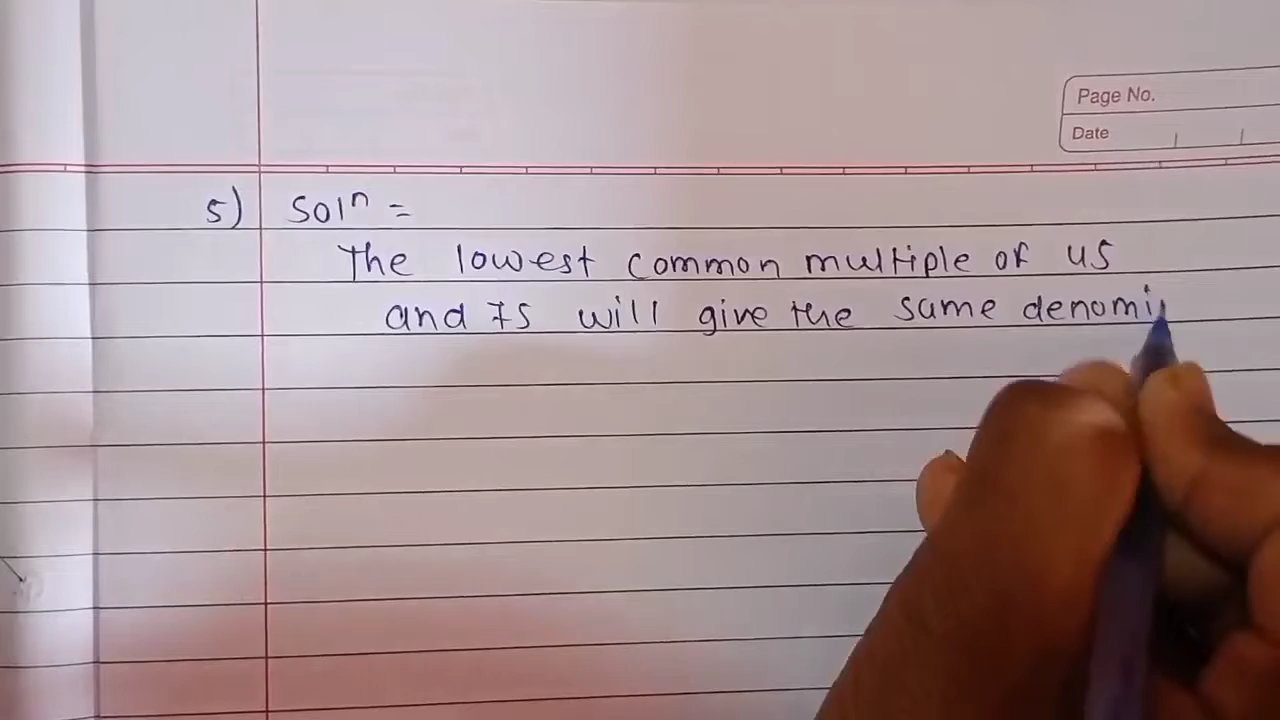 Page No.
Date
5) Solⁿ =
The lowest common multiple of 45
and 75 will give the same denomi